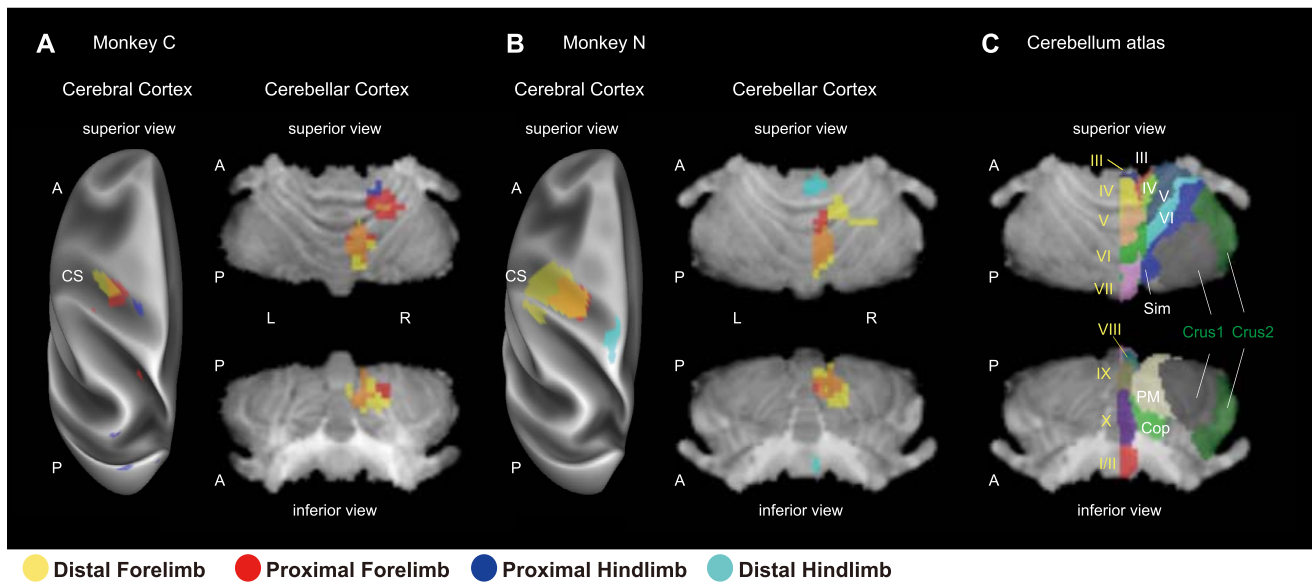 A Monkey C
B Monkey N
C Cerebellum atlas
Cerebral Cortex
Cerebellar Cortex
Cerebral Cortex
Cerebellar Cortex
superior view
superior view
superior view
superior view
superior view
A
A
A
A
A
III
III
IV
IV
V
V
VI
CS
CS
VI
P
P
P
VII
Sim
L
R
L
R
VIII
Crus1
Crus2
P
P
P
IX
PM
X
Cop
P
P
I/II
A
A
A
inferior view
inferior view
inferior view
Distal Forelimb
Proximal Forelimb
Proximal Hindlimb
Distal Hindlimb